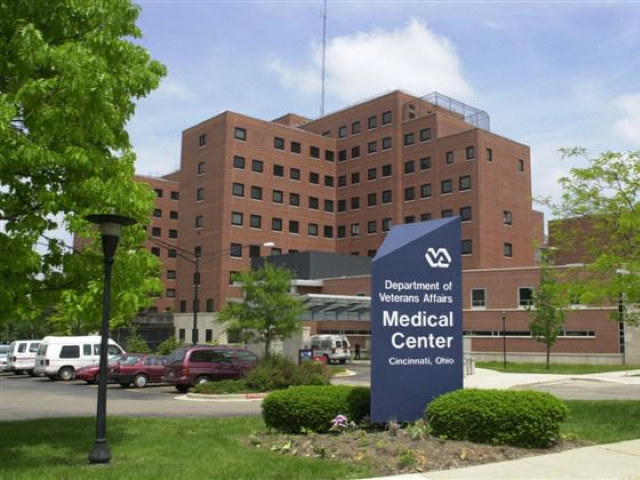 VA
Department of
Veterans Affairs
Medical
Center
Cincinnati, Ohio